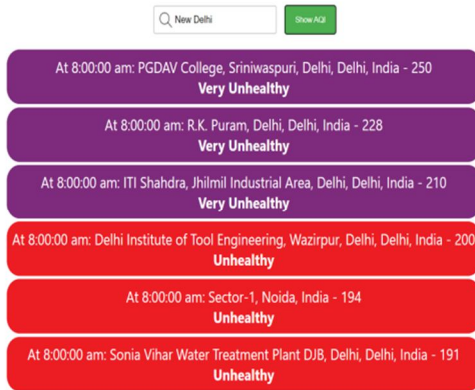 New Delhi
Show AQI
At 8:00:00 am: PGDAV College, Sriniwaspuri, Delhi, Delhi, India - 250
Very Unhealthy
At 8:00:00 am: R.K. Puram, Delhi, Delhi, India - 228
Very Unhealthy
At 8:00:00 am: ITI Shahdra, Jhilmil Industrial Area, Delhi, Delhi, India - 210
Very Unhealthy
At 8:00:00 am: Delhi Institute of Tool Engineering, Wazirpur, Delhi, Delhi, India - 200
Unhealthy
At 8:00:00 am: Sector-1, Noida, India - 194
Unhealthy
At 8:00:00 am: Sonia Vihar Water Treatment Plant DJB, Delhi, Delhi, India - 191
Unhealthy